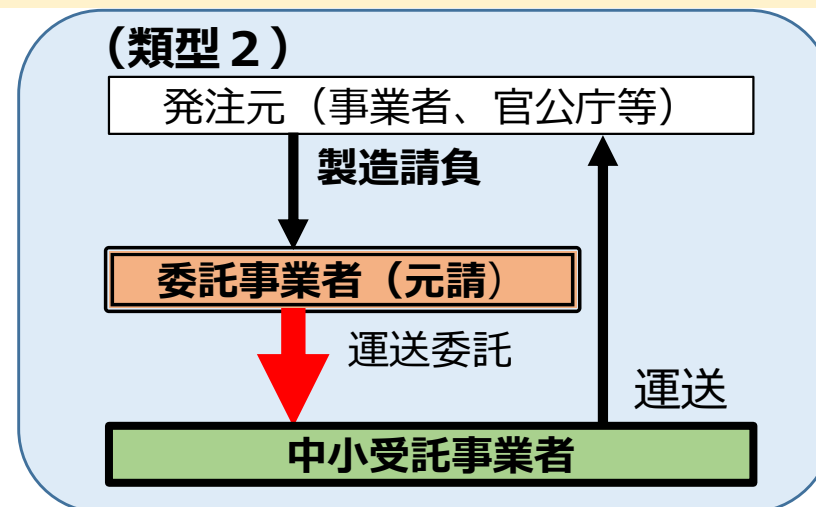 （類型２）
発注元（事業者、官公庁等）
製造請負
委託事業者（元請）
運送委託
運送
中小受託事業者